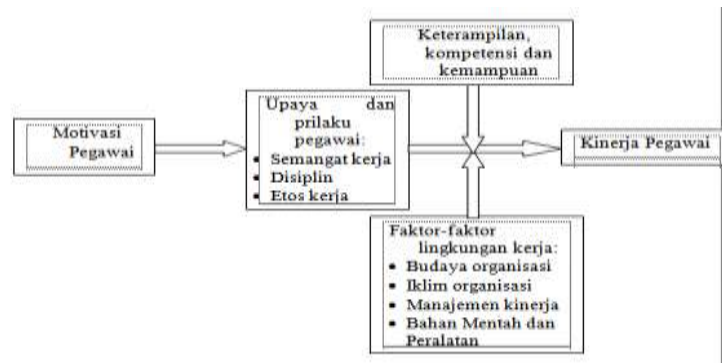 Keterampilan,
kompetensi dan
kemampuan
Upaya dan
prilaku
pegawai:
• Semangat kerja
• Disiplin
• Etos kerja
Motivasi
Pegawai
Kinerja Pegawai
Faktor-faktor
lingkungan kerja:
• Budaya organisasi
• Iklim organisasi
• Manajemen kinerja
• Bahan Mentah dan
Peralatan